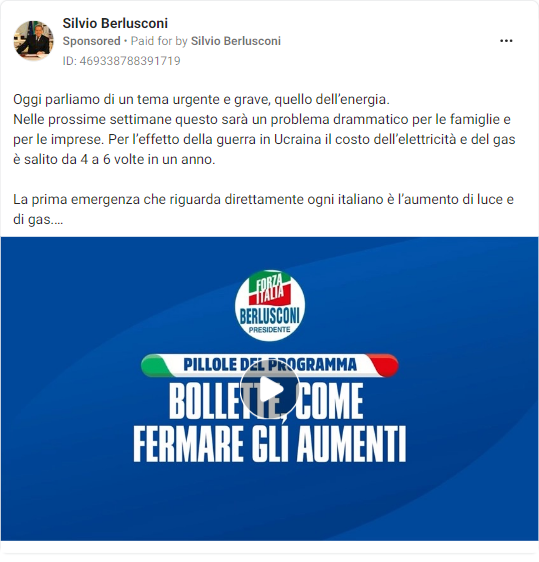 Silvio Berlusconi
Sponsored • Paid for by Silvio Berlusconi
ID: 469338788391719
Oggi parliamo di un tema urgente e grave, quello dell'energia.
Nelle prossime settimane questo sarà un problema drammatico per le famiglie e
per le imprese. Per l'effetto della guerra in Ucraina il costo dell'elettricità e del gas
è salito da 4 a 6 volte in un anno.
La prima emergenza che riguarda direttamente ogni italiano è l'aumento di luce e
di gas....
FORZA
ITALIA
BERLUSCONI
PRESIDENTE
PILLOLE DEL PROGRAMMA
BOLLETTE, COME
FERMARE GLI AUMENTI